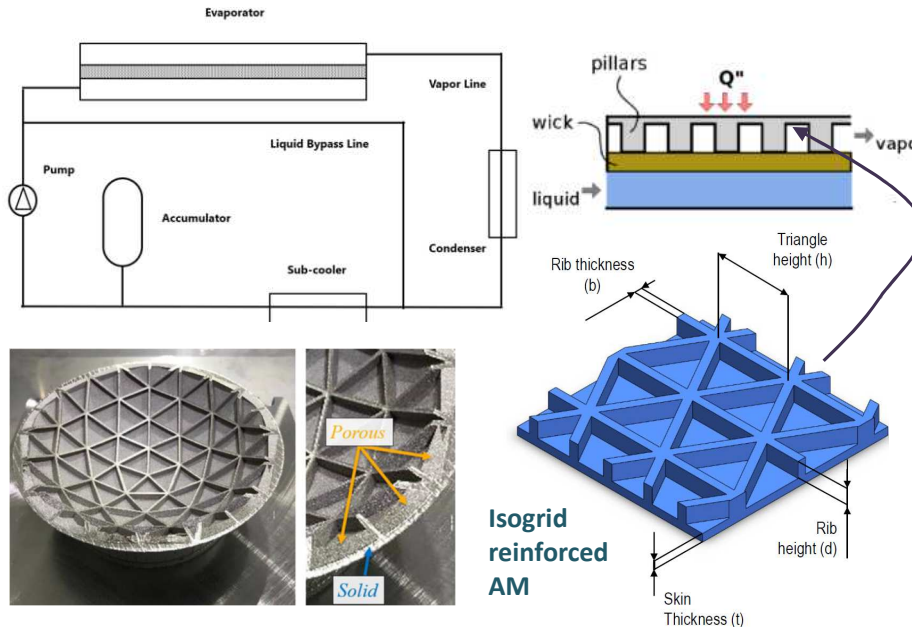 Evaporator
Vapor Line
Liquid Bypass Line
Pump
Accumulator
Condenser
Sub-cooler
pillars
Q"
wick
vapo
liquid
Triangle
height (h)
Rib thickness
(b)
Porous
Solid
Isogrid
reinforced
AM
Rib
height (d)
Skin
Thickness (t)